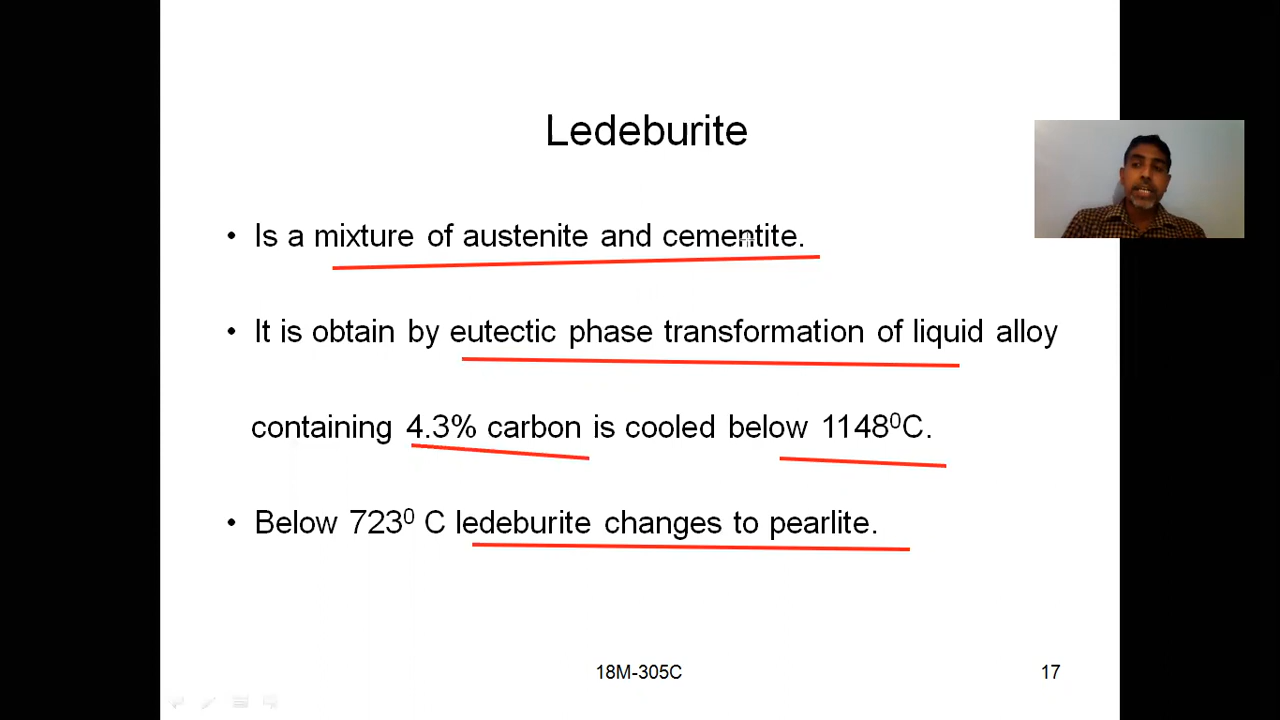 Ledeburite
• Is a mixture of austenite and cementite.
• It is obtain by eutectic phase transformation of liquid alloy
containing 4.3% carbon is cooled below 1148⁰C.
• Below 723⁰ C ledeburite changes to pearlite.
18M-305C
17